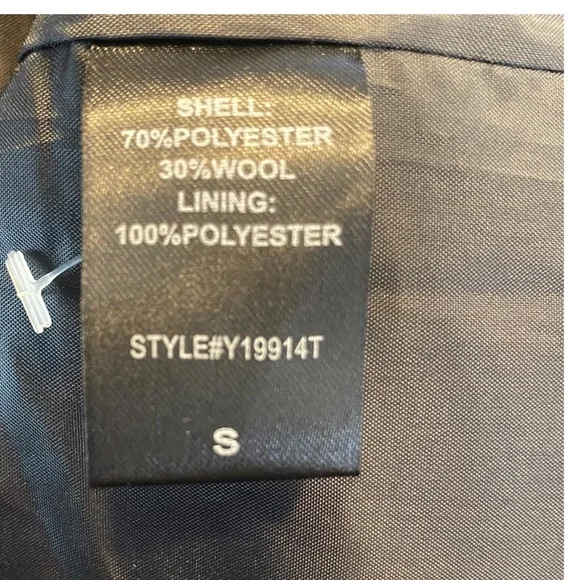 SHELL:
70%POLYESTER
30%WOOL
LINING:
100%POLYESTER
STYLE#Y19914T
S